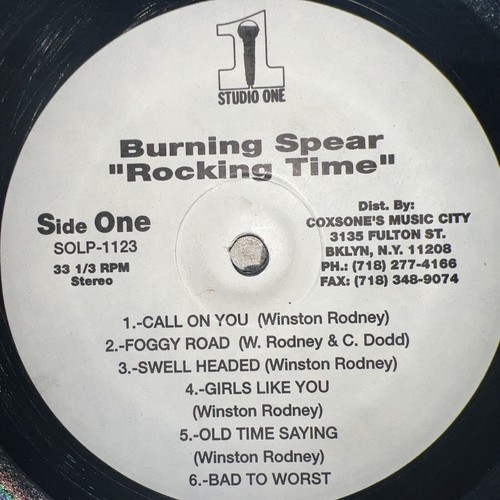 1
STUDIO ONE
Burning Spear
"Rocking Time"
Side One
SOLP-1123
33 1/3 RPM
Stereo
Dist. By:
COXSONE'S MUSIC CITY
3135 FULTON ST.
BKLYN, N.Y. 11208
PH.: (718) 277-4166
FAX: (718) 348-9074
1.-CALL ON YOU (Winston Rodney)
2.-FOGGY ROAD (W. Rodney & C. Dodd)
3.-SWELL HEADED (Winston Rodney)
4.-GIRLS LIKE YOU
(Winston Rodney)
5.-OLD TIME SAYING
(Winston Rodney)
6.-BAD TO WORST